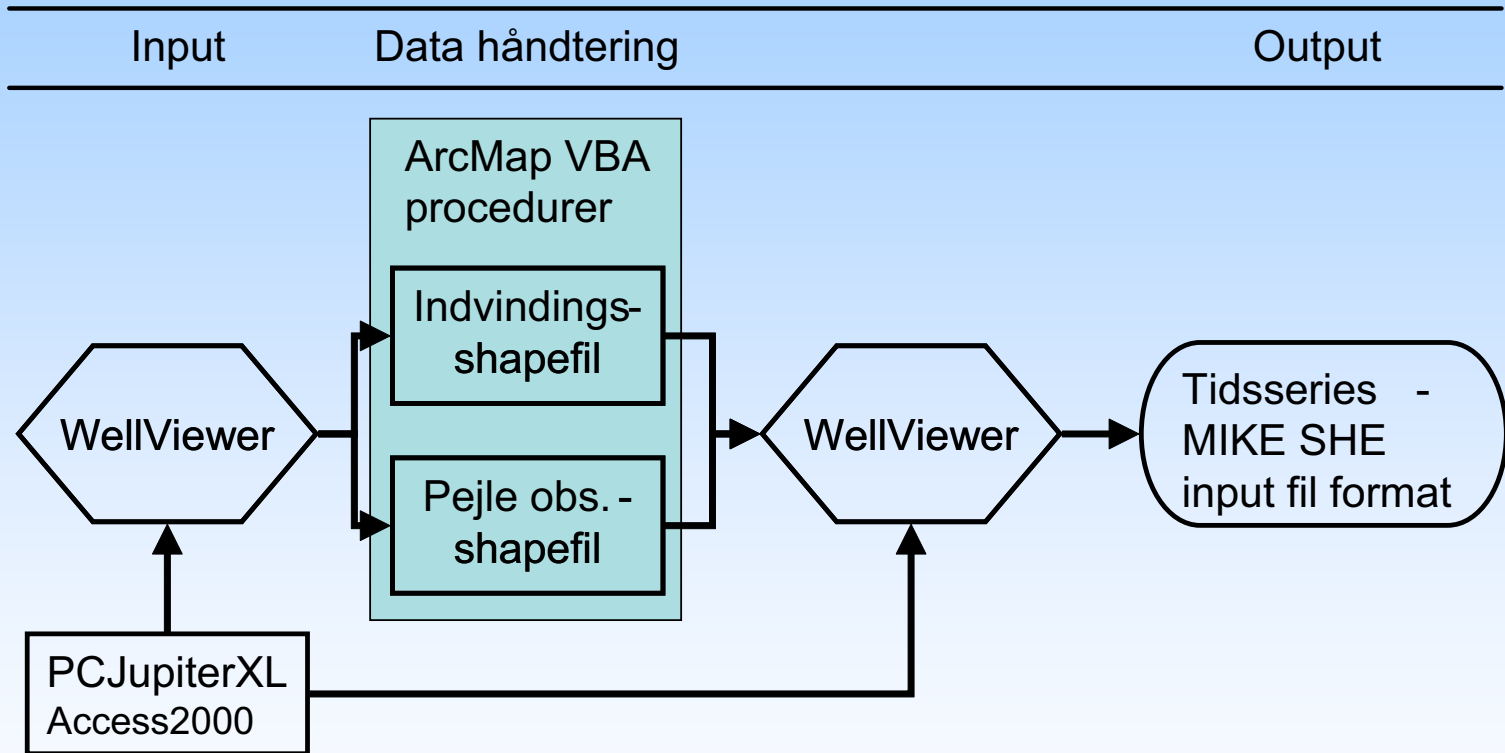 Input Data håndtering Output
ArcMap VBA
procedurer
Indvindings-
shapefil
Pejle obs. -
shapefil
WellViewer
WellViewer
Tidsseries -
MIKE SHE
input fil format
PCJupiterXL
Access2000